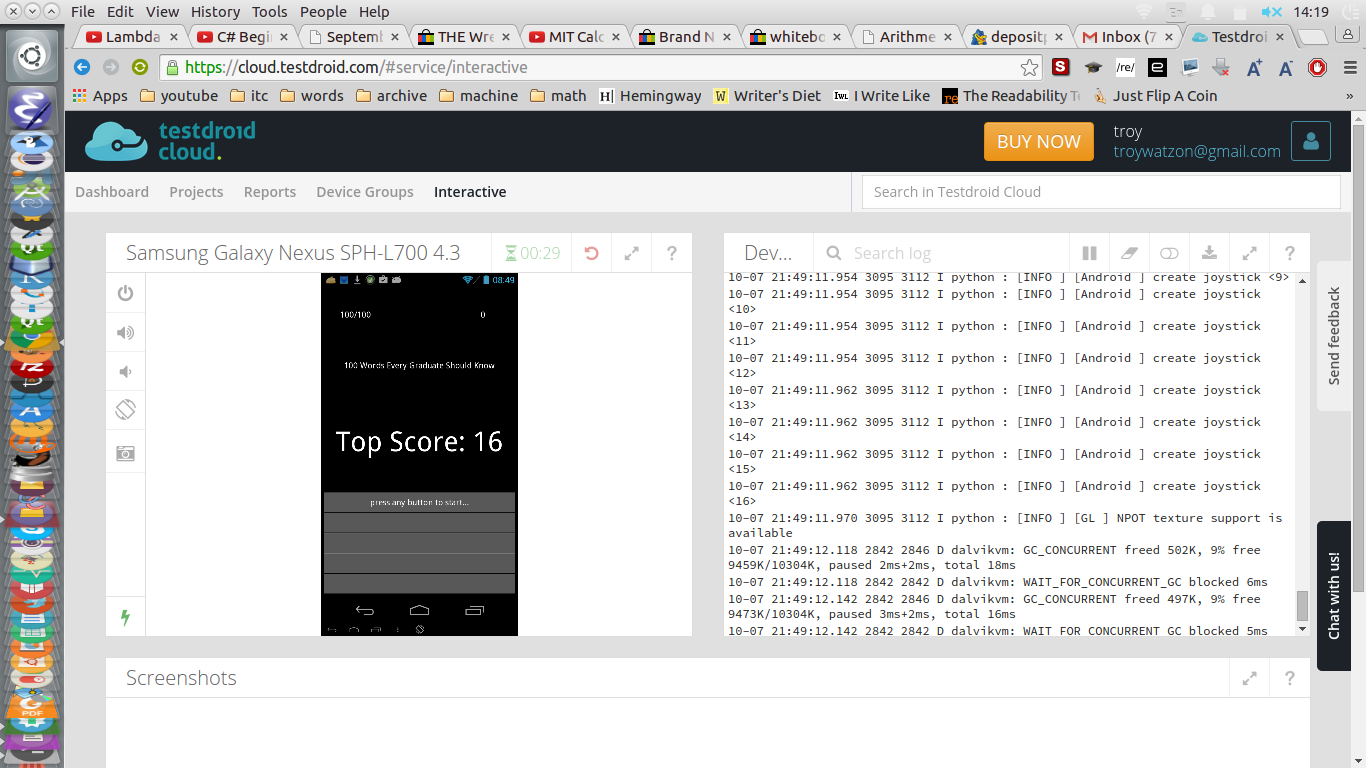 File Edit View History Tools People Help
14:19
Lambda
C# Begi
Septemb
THE Wre
MIT Calc
Brand N
whitebo
Arithme
depositp
Inbox (7
Testdroi
https://cloud.testdroid.com/#service/interactive
/re/
Apps youtube itc words archive machine math Hemingway Writer's Diet I Write Like The Readability T Just Flip A Coin »
testdroid
cloud.
BUY NOW
troy
troywatzon@gmail.com
Dashboard Projects Reports Device Groups Interactive
Search in Testdroid Cloud
Samsung Galaxy Nexus SPH-L700 4.3
00:29
?
08:49
100/100 0
100 Words Every Graduate Should Know
Top Score: 16
press any button to start...
Dev...
Search log
?
10-07 21:49:11.954 3095 3112 I python : [INFO ] [Android ] create joystick <9>
10-07 21:49:11.954 3095 3112 I python : [INFO ] [Android ] create joystick
<10>
10-07 21:49:11.954 3095 3112 I python : [INFO ] [Android ] create joystick
<11>
10-07 21:49:11.954 3095 3112 I python : [INFO ] [Android ] create joystick
<12>
10-07 21:49:11.962 3095 3112 I python : [INFO ] [Android ] create joystick
<13>
10-07 21:49:11.962 3095 3112 I python : [INFO ] [Android ] create joystick
<14>
10-07 21:49:11.962 3095 3112 I python : [INFO ] [Android ] create joystick
<15>
10-07 21:49:11.962 3095 3112 I python : [INFO ] [Android ] create joystick
<16>
10-07 21:49:11.970 3095 3112 I python : [INFO ] [GL ] NPOT texture support is
available
10-07 21:49:12.118 2842 2846 D dalvikvm: GC_CONCURRENT freed 502K, 9% free
9459K/10304K, paused 2ms+2ms, total 18ms
10-07 21:49:12.118 2842 2842 D dalvikvm: WAIT_FOR_CONCURRENT_GC blocked 6ms
10-07 21:49:12.142 2842 2846 D dalvikvm: GC_CONCURRENT freed 497K, 9% free
9473K/10304K, paused 3ms+2ms, total 16ms
10-07 21:49:12.142 2842 2842 D dalvikvm: WAIT_FOR_CONCURRENT_GC blocked 5ms
Send feedback
Chat with us!
Screenshots
?